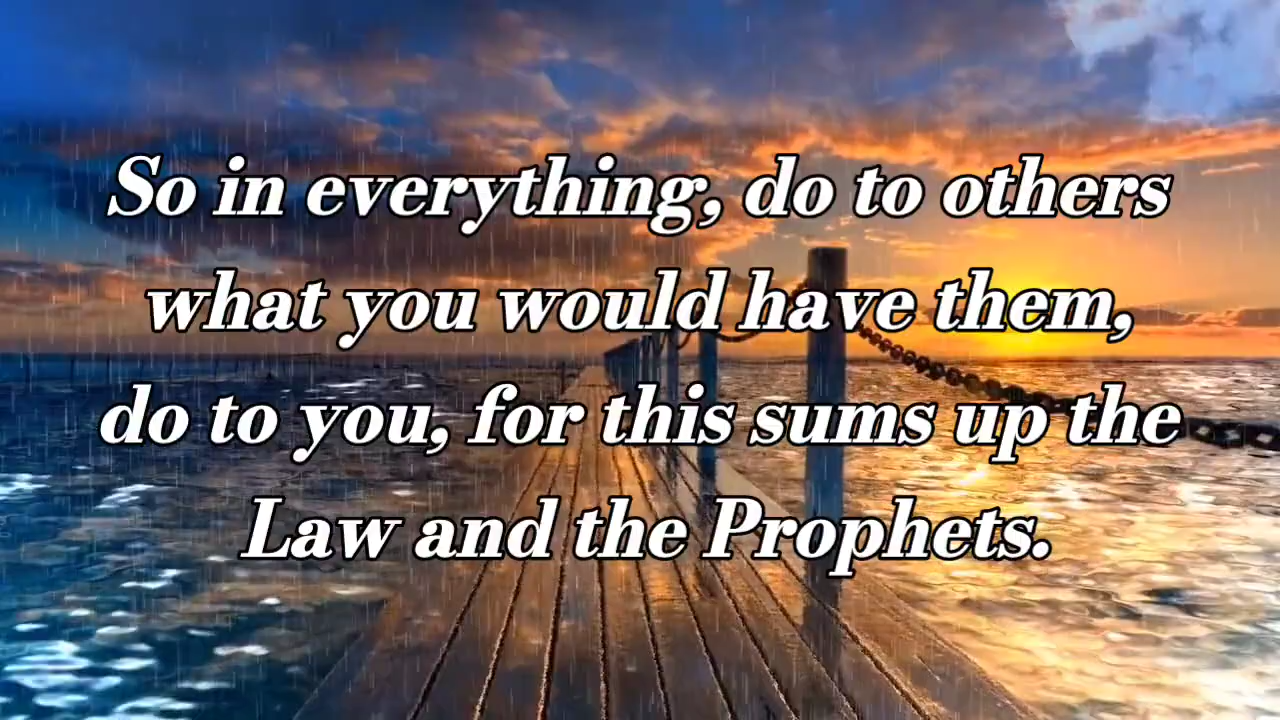 So in everything, do to others
what you would have them,
do to you, for this sums up the
Law and the Prophets.